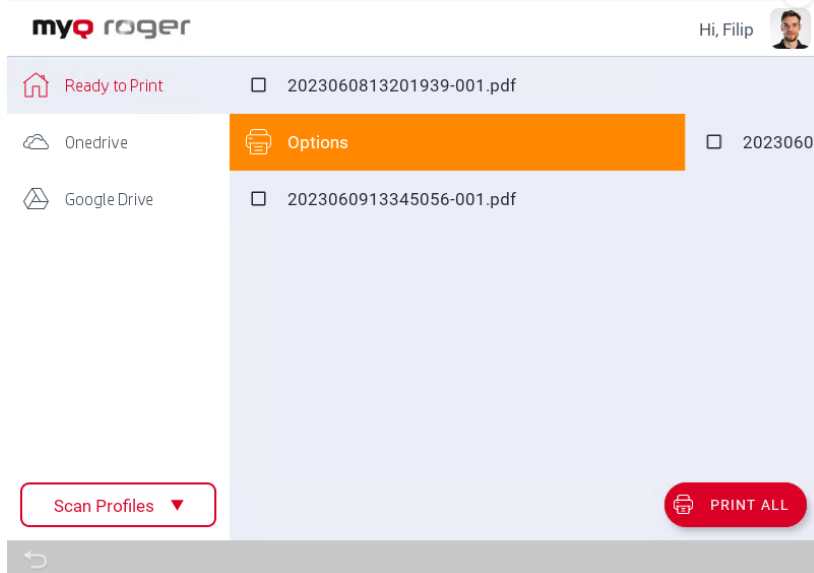 myQ roger
Hi, Filip
Ready to Print
2023060813201939-001.pdf
Onedrive
Options
2023060
Google Drive
2023060913345056-001.pdf
Scan Profiles
PRINT ALL